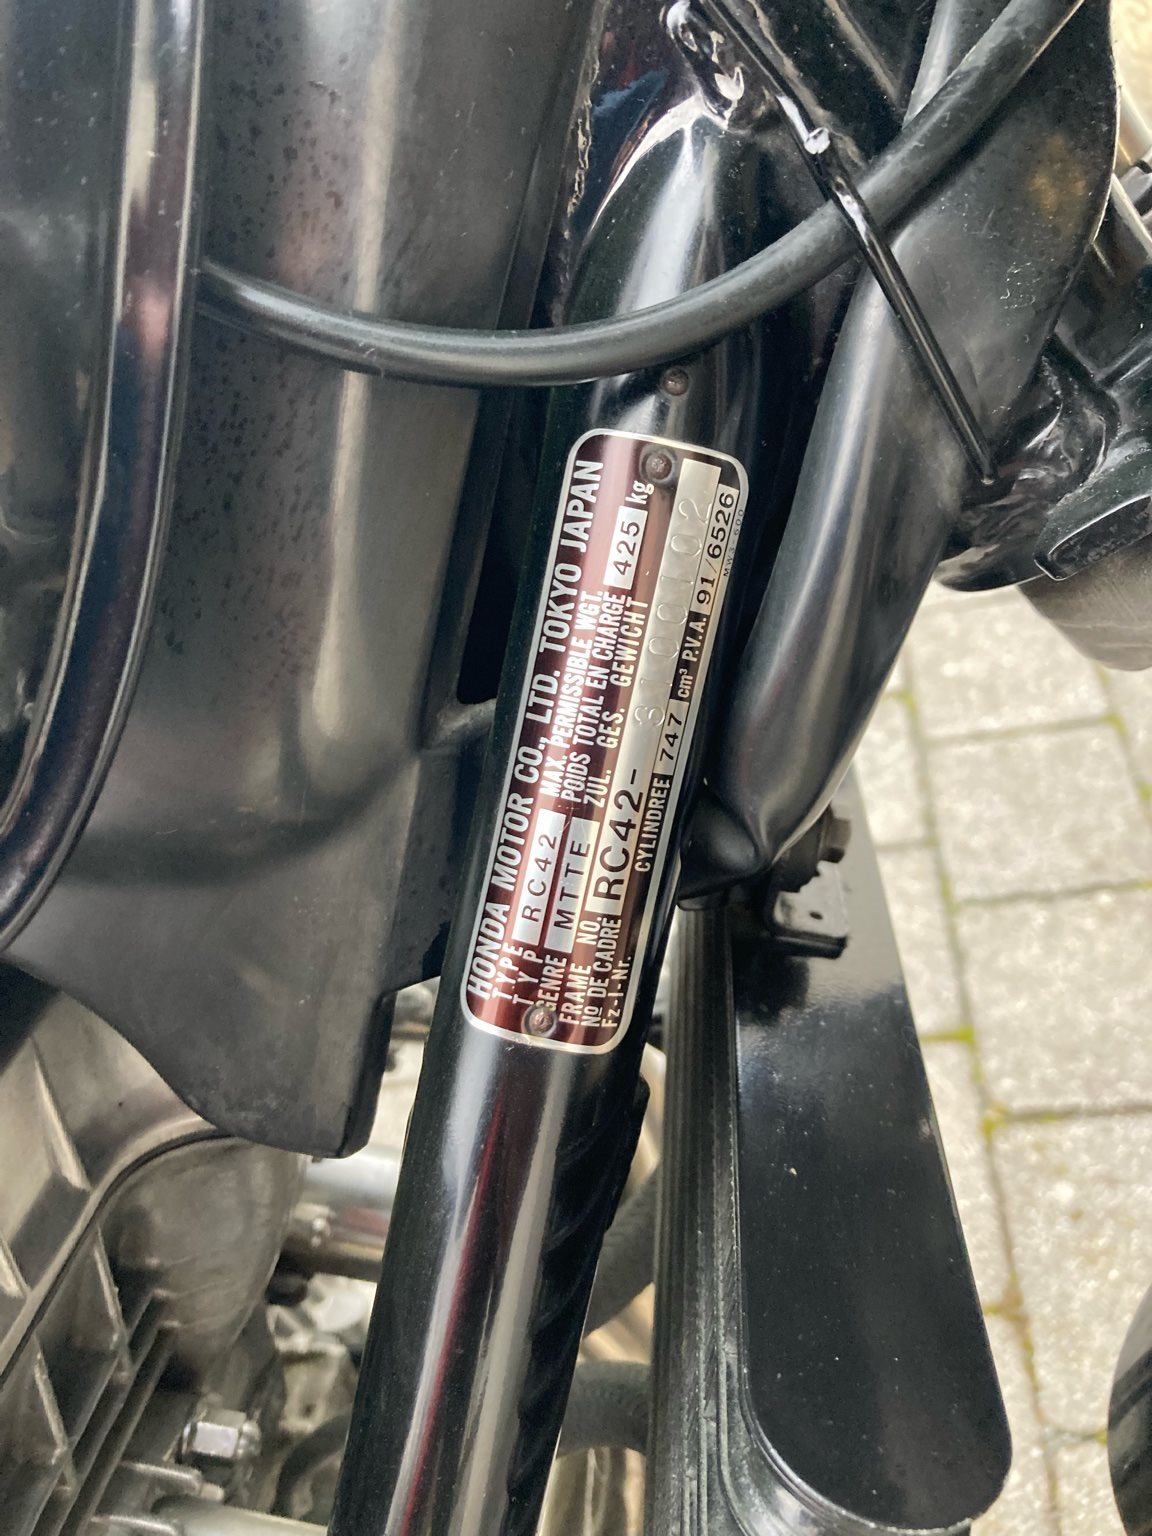 HONDA MOTOR CO., LTD. TOKYO JAPAN
TYPE
TYP RC42 MAX. PERMISSIBLE WGT.
POIDS TOTAL EN CHARGE 425 kg
GENRE MTTE ZUL. GES. GEWICHT
FRAME NO.
Nº DE CADRE RC42- 3100102
Fz-I-Nr.
CYLINDREE 747 cm³ P.V.A. 91/6526